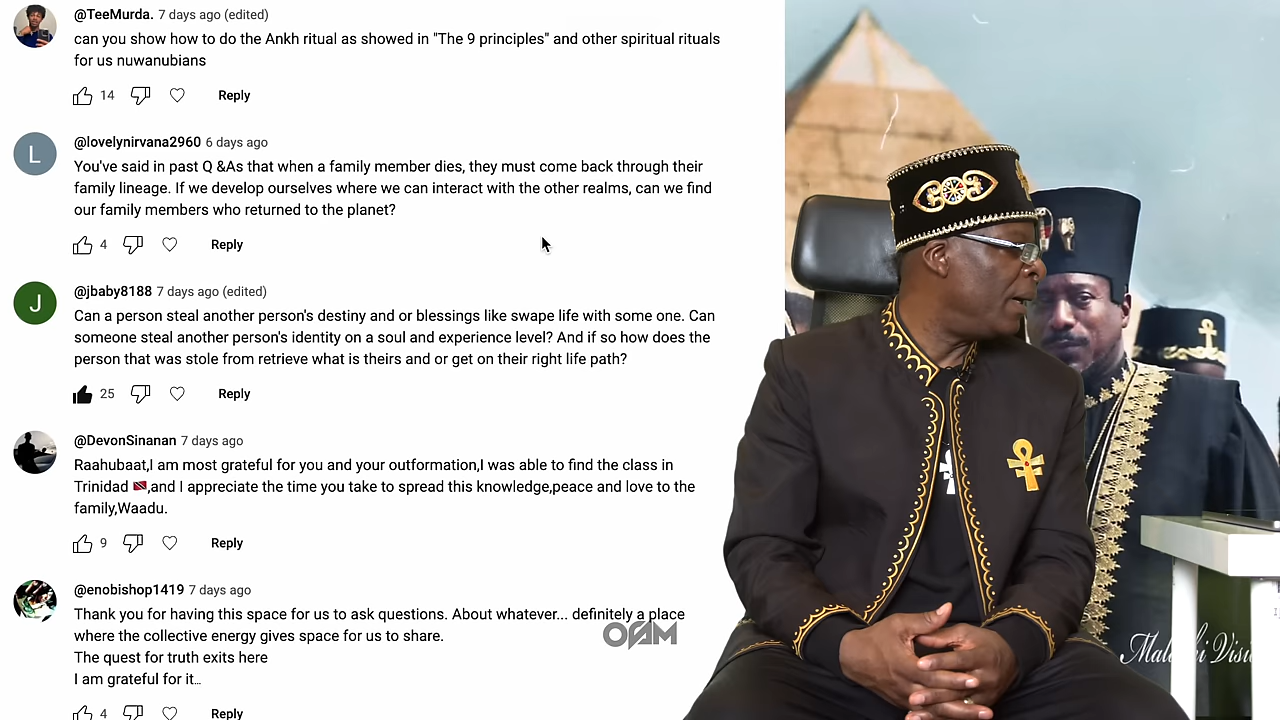 @TeeMurda. 7 days ago (edited)
can you show how to do the Ankh ritual as showed in "The 9 principles" and other spiritual rituals
for us nuwanubians
14 Reply
L
@lovelynirvana2960 6 days ago
You've said in past Q &As that when a family member dies, they must come back through their
family lineage. If we develop ourselves where we can interact with the other realms, can we find
our family members who returned to the planet?
4 Reply
J
@jbaby8188 7 days ago (edited)
Can a person steal another person's destiny and or blessings like swape life with some one. Can
someone steal another person's identity on a soul and experience level? And if so how does the
person that was stole from retrieve what is theirs and or get on their right life path?
25 Reply
@DevonSinanan 7 days ago
Raahubaat,I am most grateful for you and your outformation,I was able to find the class in
Trinidad 🇹🇹,and I appreciate the time you take to spread this knowledge,peace and love to the
family,Waadu.
9 Reply
@enobishop1419 7 days ago
Thank you for having this space for us to ask questions. About whatever... definitely a place
where the collective energy gives space for us to share.
The quest for truth exits here
I am grateful for it...
4 Reply